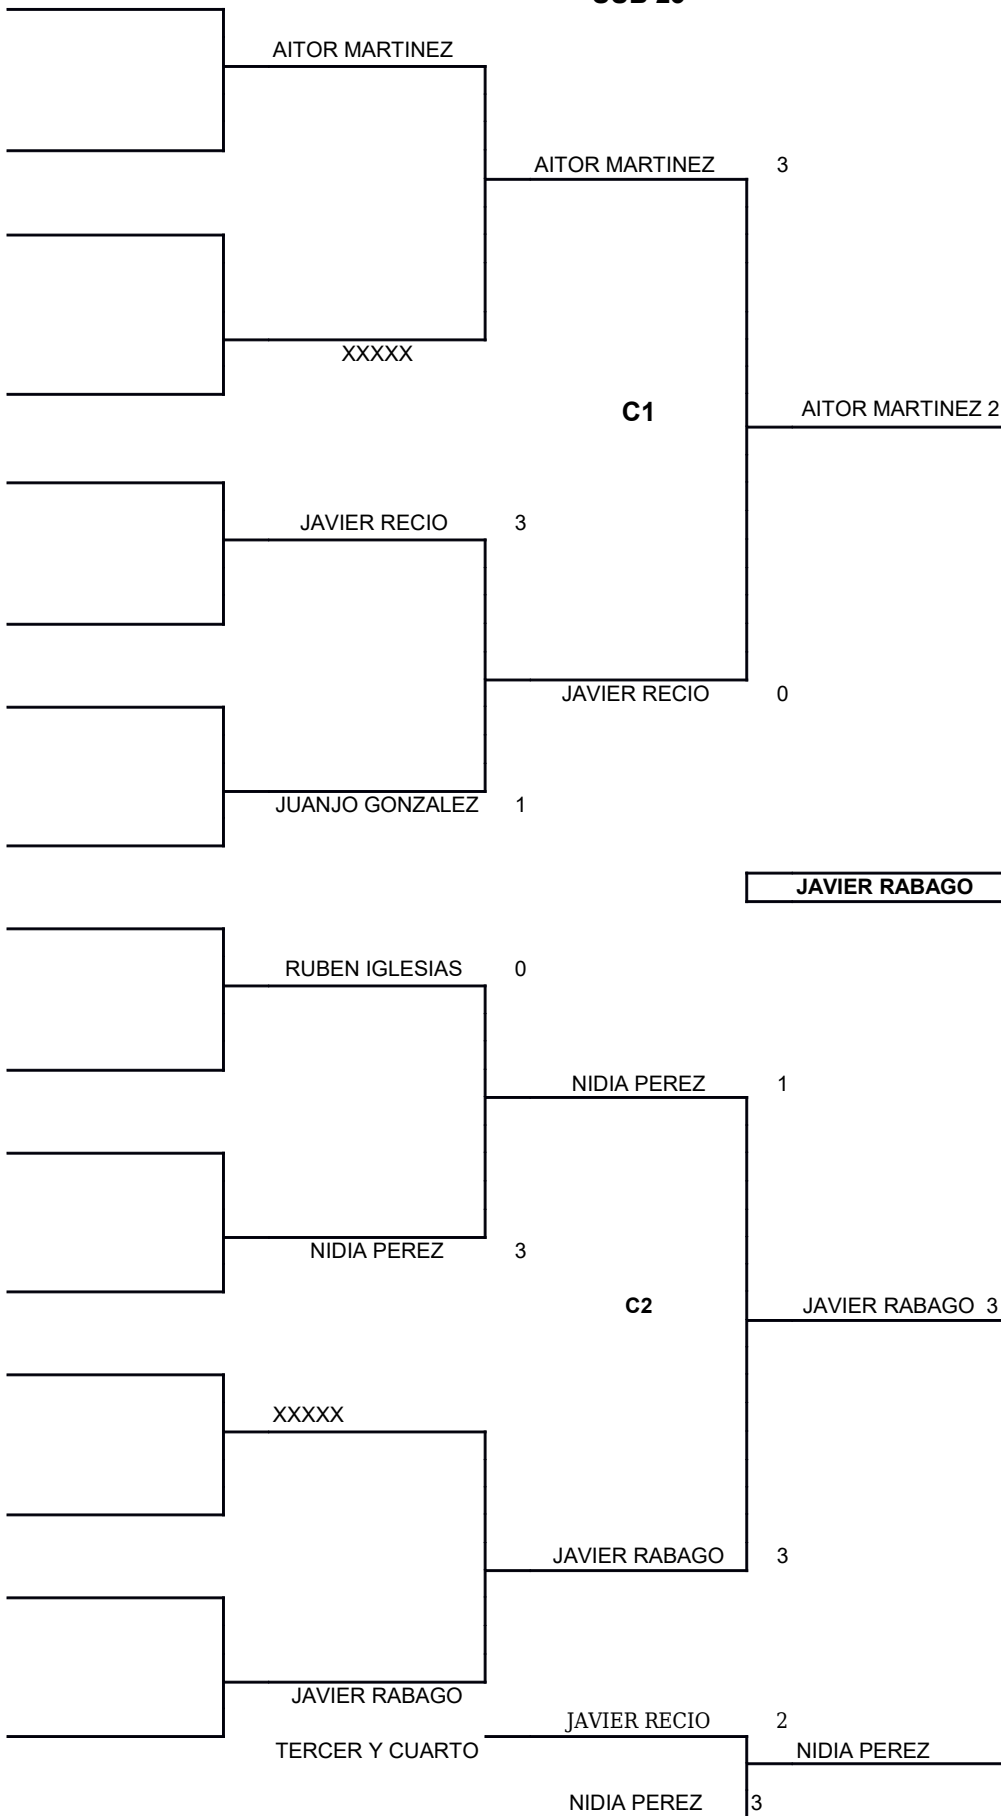 AITOR MARTINEZ
AITOR MARTINEZ 3
XXXXX
C1
AITOR MARTINEZ 2
JAVIER RECIO 3
JAVIER RECIO 0
JUANJO GONZALEZ 1
JAVIER RABAGO
RUBEN IGLESIAS 0
NIDIA PEREZ 1
NIDIA PEREZ 3
C2
JAVIER RABAGO 3
XXXXX
JAVIER RABAGO 3
JAVIER RABAGO
JAVIER RECIO 2
TERCER Y CUARTO
NIDIA PEREZ
NIDIA PEREZ 3